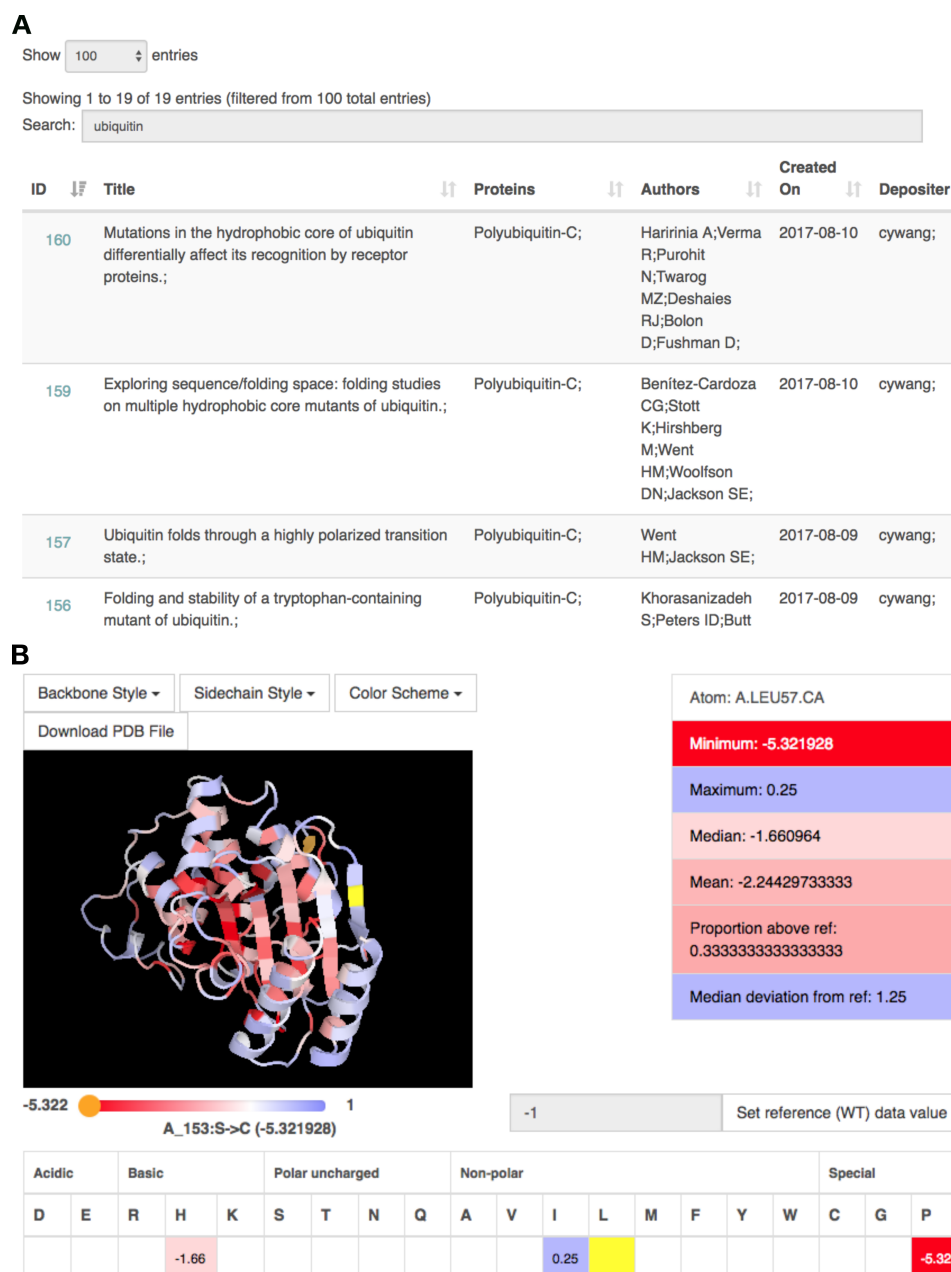 A
Show 100 entries
Showing 1 to 19 of 19 entries (filtered from 100 total entries)
Search: ubiquitin
Created
ID Title Proteins Authors On Depositer
160 Mutations in the hydrophobic core of ubiquitin Polyubiquitin-C; Haririnia A;Verma 2017-08-10 cywang;
differentially affect its recognition by receptor R;Purohit
proteins.; N;Twarog
MZ;Deshaies
RJ;Bolon
D;Fushman D;
159 Exploring sequence/folding space: folding studies Polyubiquitin-C; Benítez-Cardoza 2017-08-10 cywang;
on multiple hydrophobic core mutants of ubiquitin.; CG;Stott
K;Hirshberg
M;Went
HM;Woolfson
DN;Jackson SE;
157 Ubiquitin folds through a highly polarized transition Polyubiquitin-C; Went 2017-08-09 cywang;
state.; HM;Jackson SE;
156 Folding and stability of a tryptophan-containing Polyubiquitin-C; Khorasanizadeh 2017-08-09 cywang;
mutant of ubiquitin.; S;Peters ID;Butt
B
Backbone Style Sidechain Style Color Scheme
Download PDB File
Atom: A.LEU57.CA
Minimum: -5.321928
Maximum: 0.25
Median: -1.660964
Mean: -2.24429733333
Proportion above ref:
0.3333333333333333
Median deviation from ref: 1.25
-5.322 1
A_153:S->C (-5.321928)
-1 Set reference (WT) data value
Acidic Basic Polar uncharged Non-polar Special
D E R H K S T N Q A V I L M F Y W C G P
-1.66 0.25 -5.32